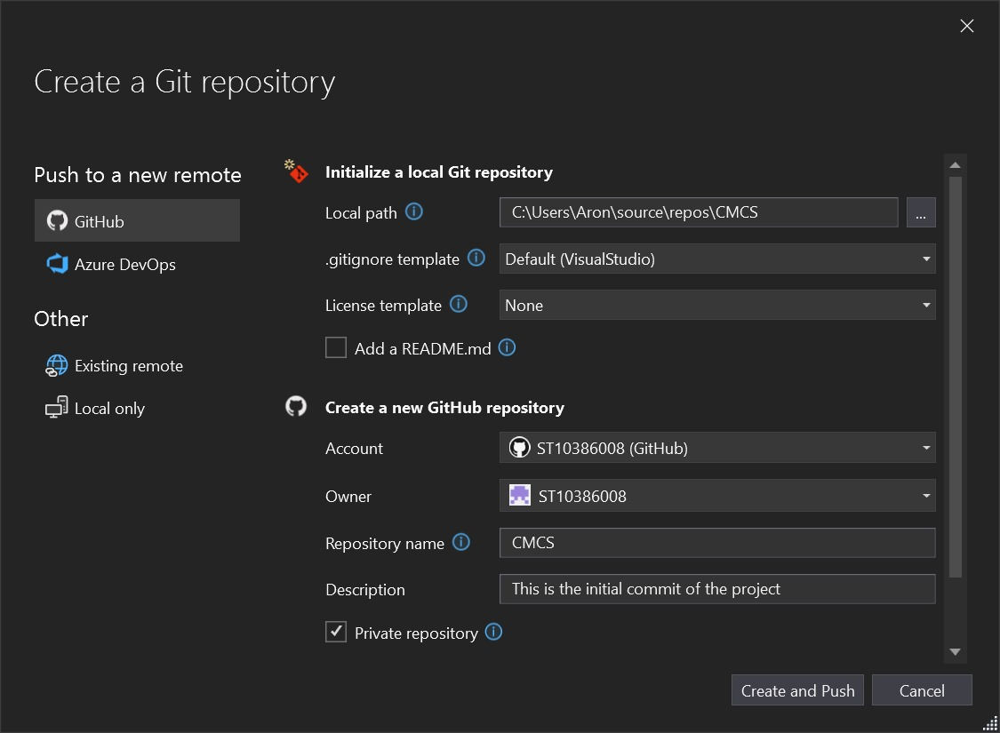 Create a Git repository
Push to a new remote
GitHub
Azure DevOps
Other
Existing remote
Local only
Initialize a local Git repository
Local path
C:\Users\Aron\source\repos\CMCS
...
.gitignore template
Default (VisualStudio)
License template
None
Add a README.md
Create a new GitHub repository
Account
ST10386008 (GitHub)
Owner
ST10386008
Repository name
CMCS
Description
This is the initial commit of the project
Private repository
Create and Push
Cancel